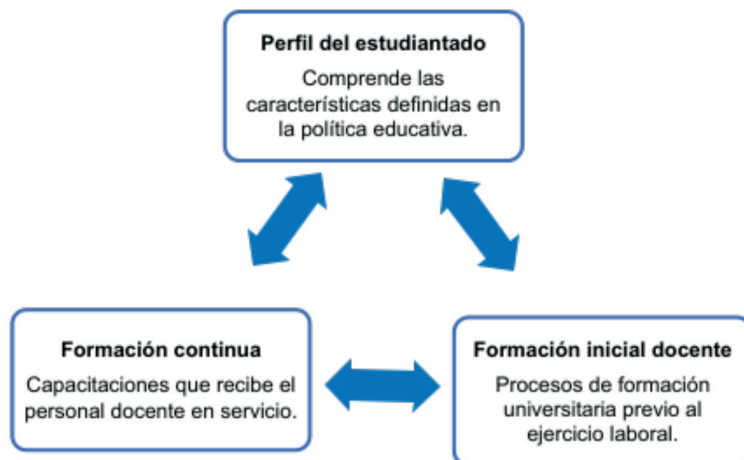 Perfil del estudiantado
Comprende las
características definidas en
la política educativa.
Formación continua
Capacitaciones que recibe el
personal docente en servicio.
Formación inicial docente
Procesos de formación
universitaria previo al
ejercicio laboral.